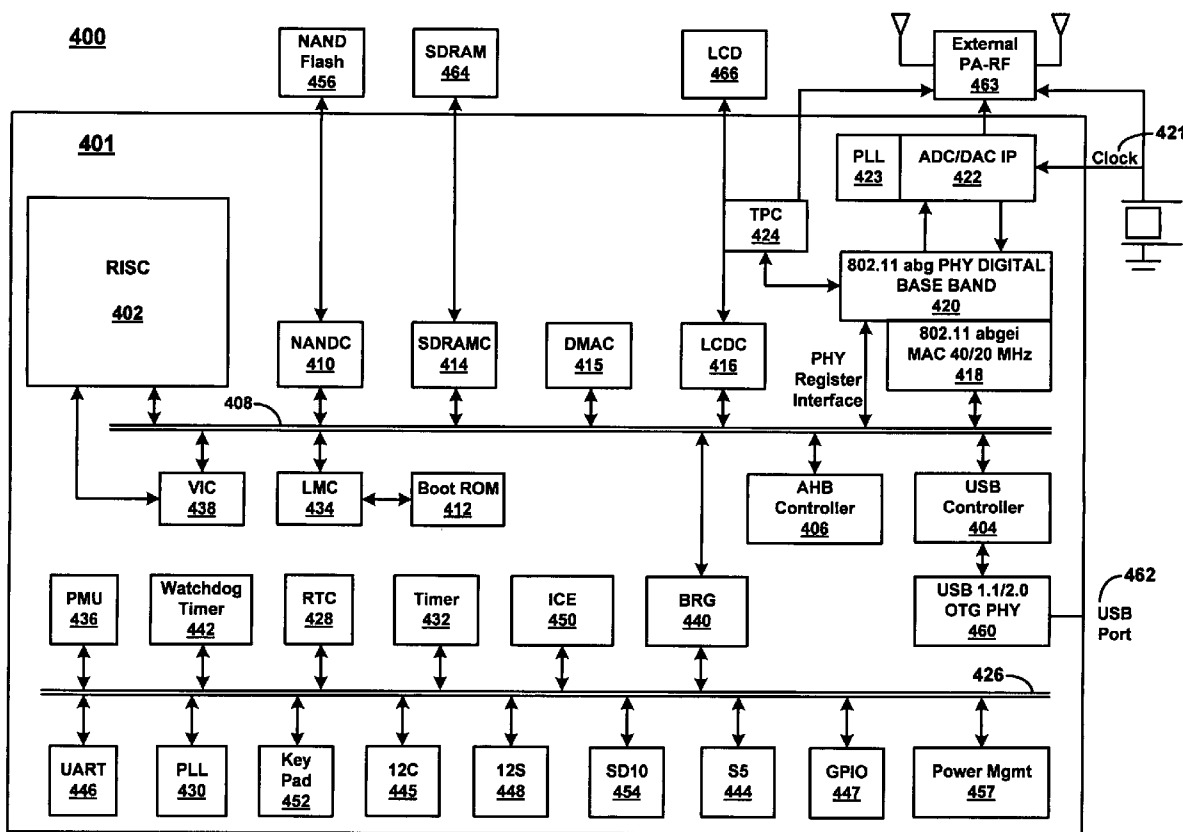 400
NAND
Flash
456
SDRAM
464
LCD
466
External
PA-RF
463
401
421
Clock
PLL
423
ADC/DAC IP
422
RISC
402
TPC
424
802.11 abg PHY DIGITAL
BASE BAND
420
NANDC
410
SDRAMC
414
DMAC
415
LCDC
416
PHY
Register
Interface
802.11 abgei
MAC 40/20 MHz
418
408
VIC
438
LMC
434
Boot ROM
412
AHB
Controller
406
USB
Controller
404
PMU
436
Watchdog
Timer
442
RTC
428
Timer
432
ICE
450
BRG
440
USB 1.1/2.0
OTG PHY
460
462
USB
Port
426
UART
446
PLL
430
Key
Pad
452
12C
445
12S
448
SD10
454
S5
444
GPIO
447
Power Mgmt
457